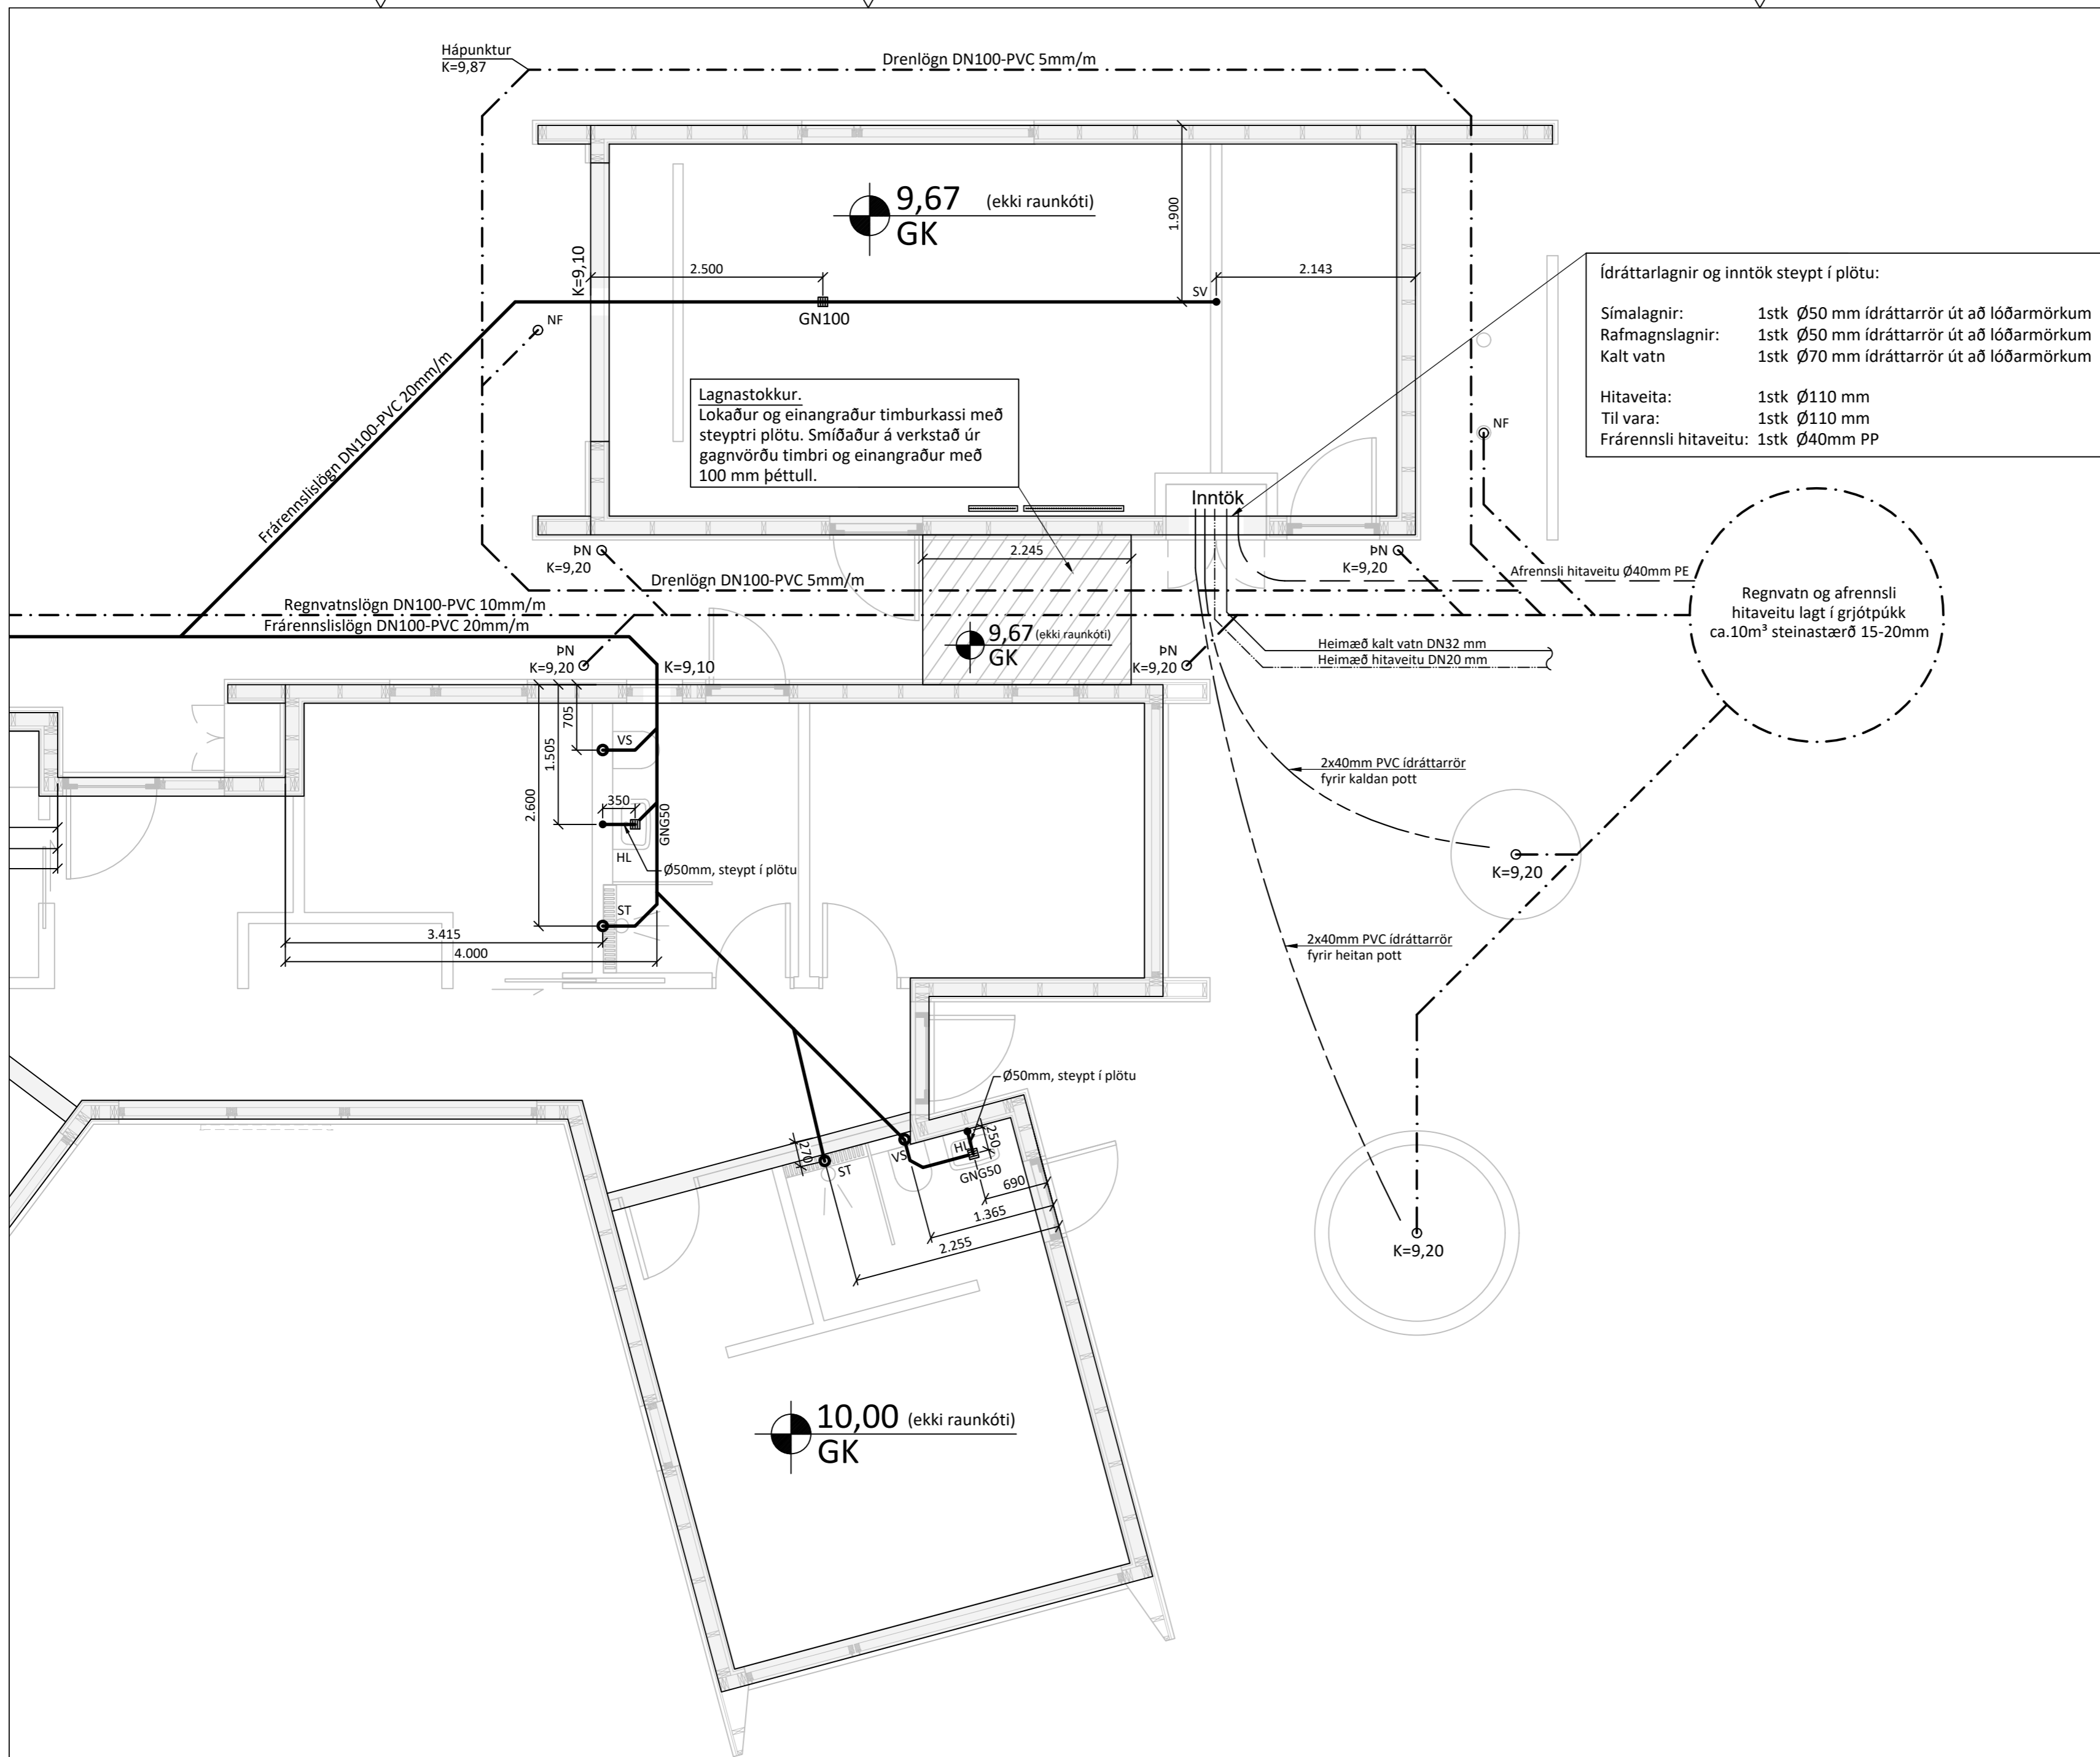 Hápunktur
K=9,87
Drenlögn DN100-PVC 5mm/m
9,67 (ekki raunkóti)
GK
1.900
K=9,10
2.500
2.143
SV
GN100
NF
Frárennslislögn DN100-PVC 20mm/m
Ídráttarlagnir og inntök steypt í plötu:
Símalagnir: 1stk Ø50 mm ídráttarrör út að lóðarmörkum
Rafmagnslagnir: 1stk Ø50 mm ídráttarrör út að lóðarmörkum
Kalt vatn 1stk Ø70 mm ídráttarrör út að lóðarmörkum
Hitaveita: 1stk Ø110 mm
Til vara: 1stk Ø110 mm
Frárennsli hitaveitu: 1stk Ø40mm PP
Lagnastokkur.
Lokaður og einangraður timburkassi með
steyptri plötu. Smíðaður á verkstað úr
gagnvörðu timbri og einangraður með
100 mm þéttull.
NF
Inntök
ÞN
K=9,20
2.245
ÞN
K=9,20
Drenlögn DN100-PVC 5mm/m
Afrennsli hitaveitu Ø40mm PE
Regnvatnslögn DN100-PVC 10mm/m
Frárennslislögn DN100-PVC 20mm/m
Regnvatn og afrennsli
hitaveitu lagt í grjótpúkk
ca.10m³ steinastærð 15-20mm
9,67 (ekki raunkóti)
GK
ÞN
K=9,20
K=9,10
ÞN
K=9,20
Heimæð kalt vatn DN32 mm
Heimæð hitaveitu DN20 mm
705
1.505
2.600
VS
350
GNG50
HL
Ø50mm, steypt í plötu
ST
3.415
4.000
2x40mm PVC ídráttarrör
fyrir kaldan pott
K=9,20
2x40mm PVC ídráttarrör
fyrir heitan pott
Ø50mm, steypt í plötu
270
ST
VS
HL
250
GNG50
690
1.365
2.255
K=9,20
10,00 (ekki raunkóti)
GK